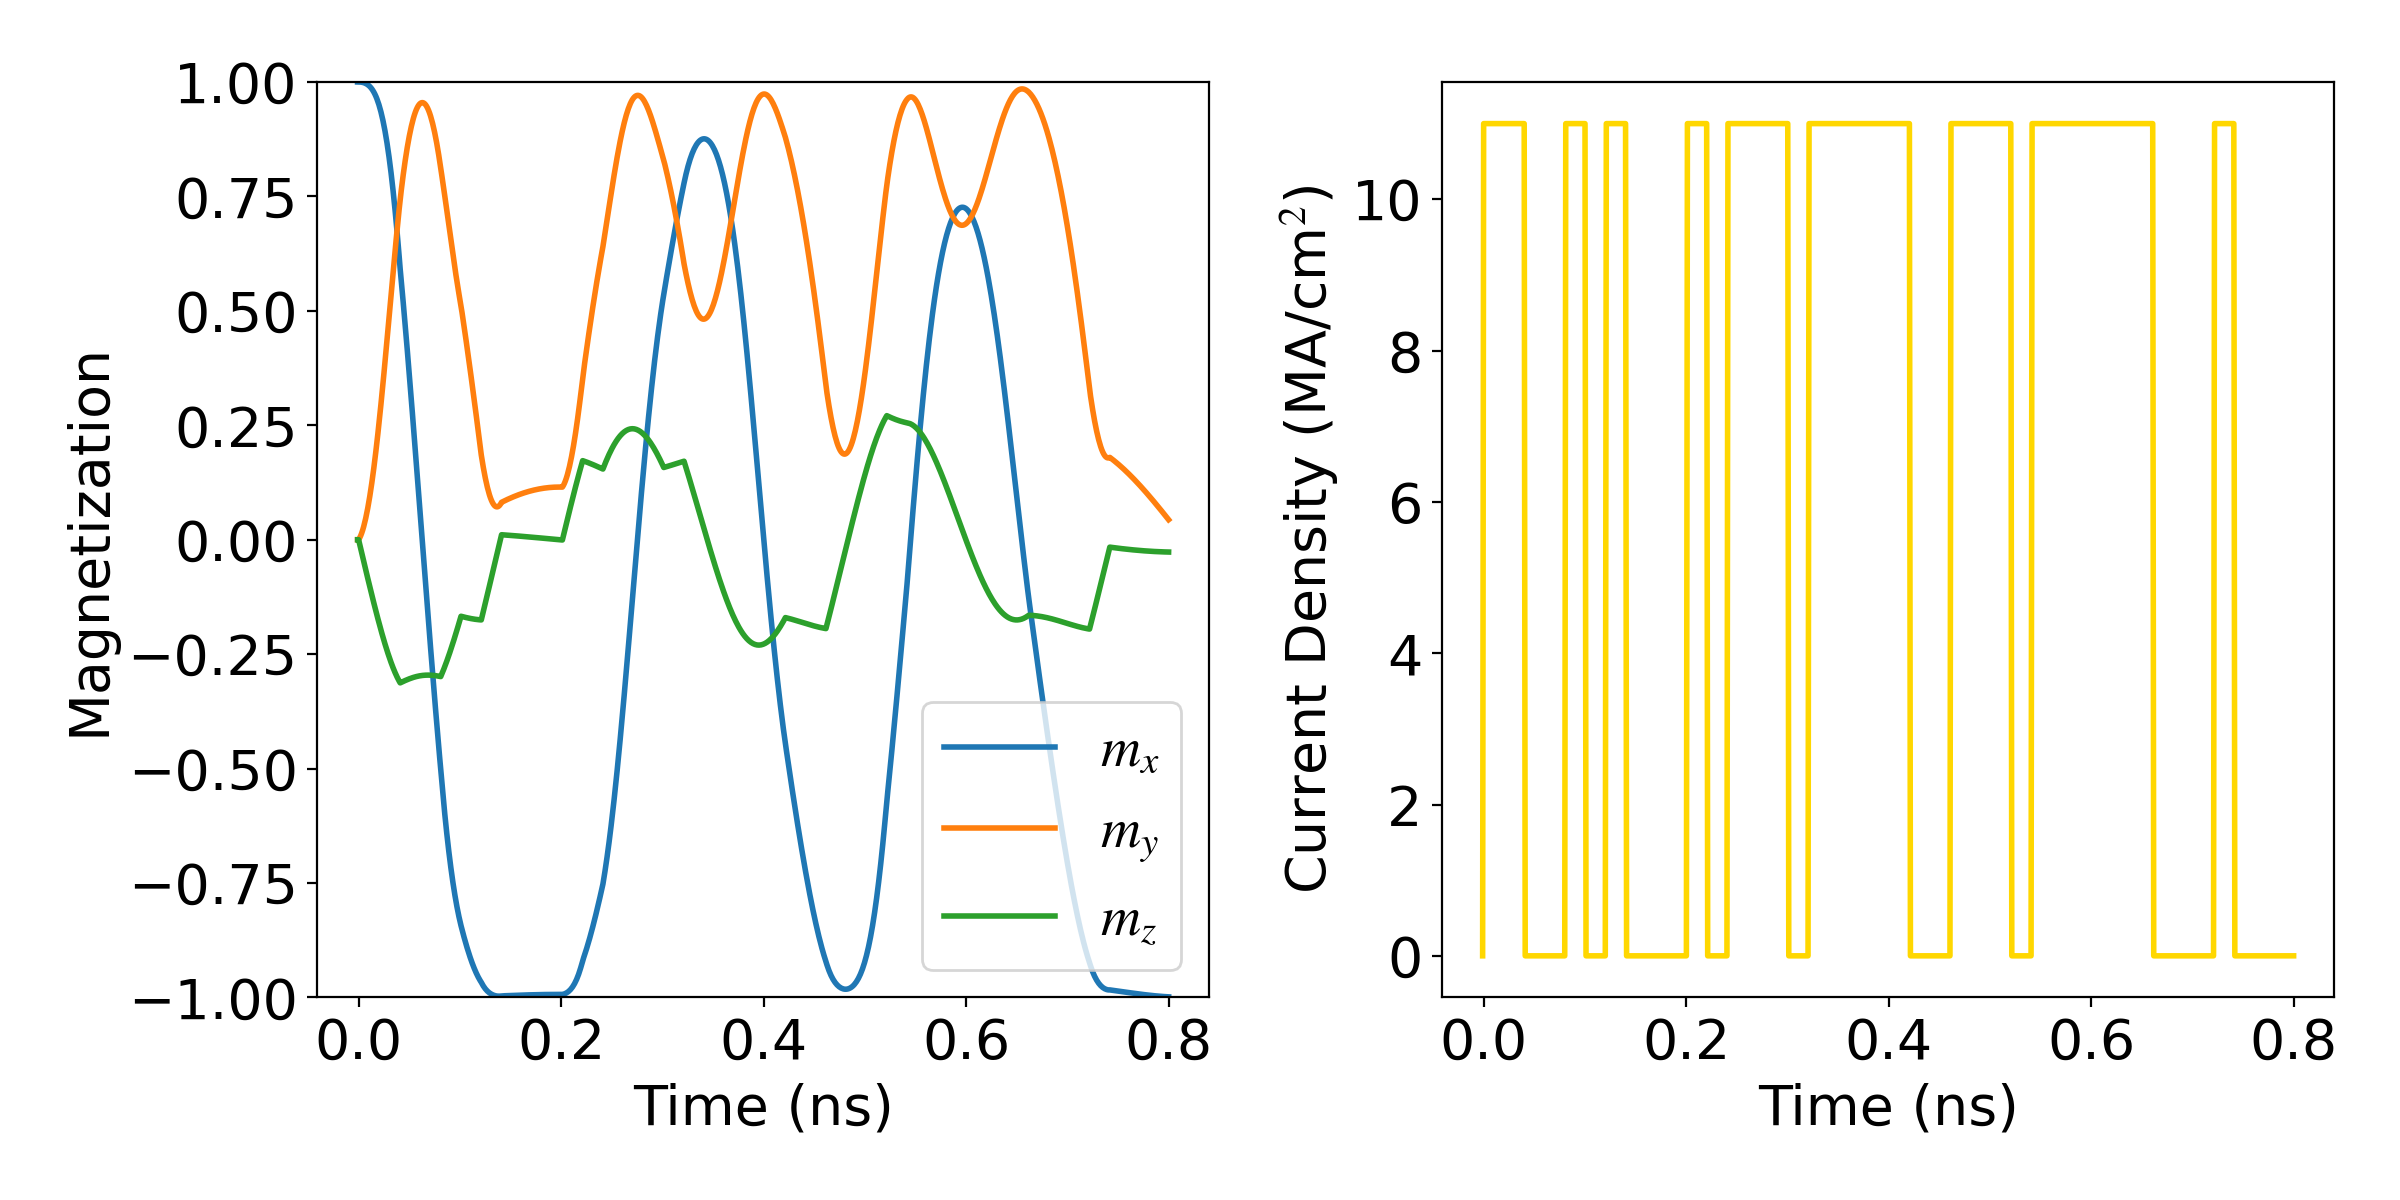 Magnetization
1.00
0.75
0.50
0.25
0.00
−0.25
−0.50
−0.75
−1.00
0.0 0.2 0.4 0.6 0.8
Time (ns)
m_x
m_y
m_z
Current Density (MA/cm²)
10
8
6
4
2
0
0.0 0.2 0.4 0.6 0.8
Time (ns)